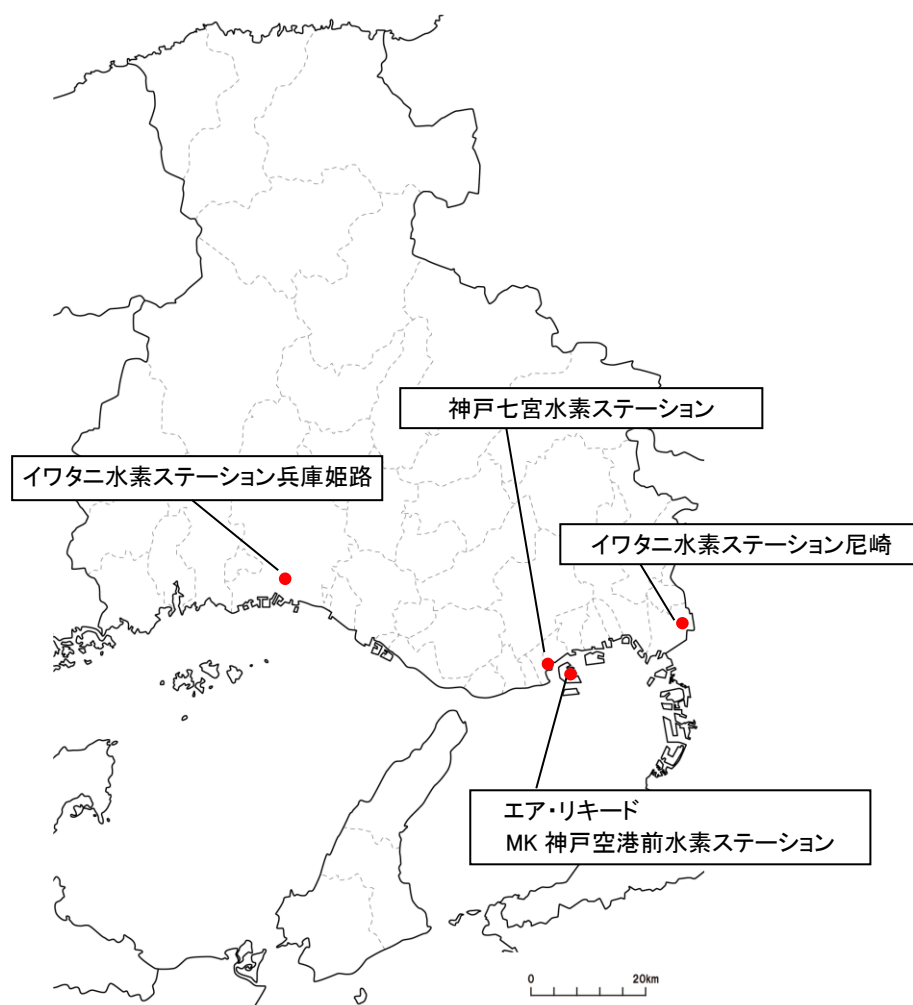 神戸七宮水素ステーション
イワタニ水素ステーション兵庫姫路
イワタニ水素ステーション尼崎
エア・リキード
MK 神戸空港前水素ステーション
0 20km